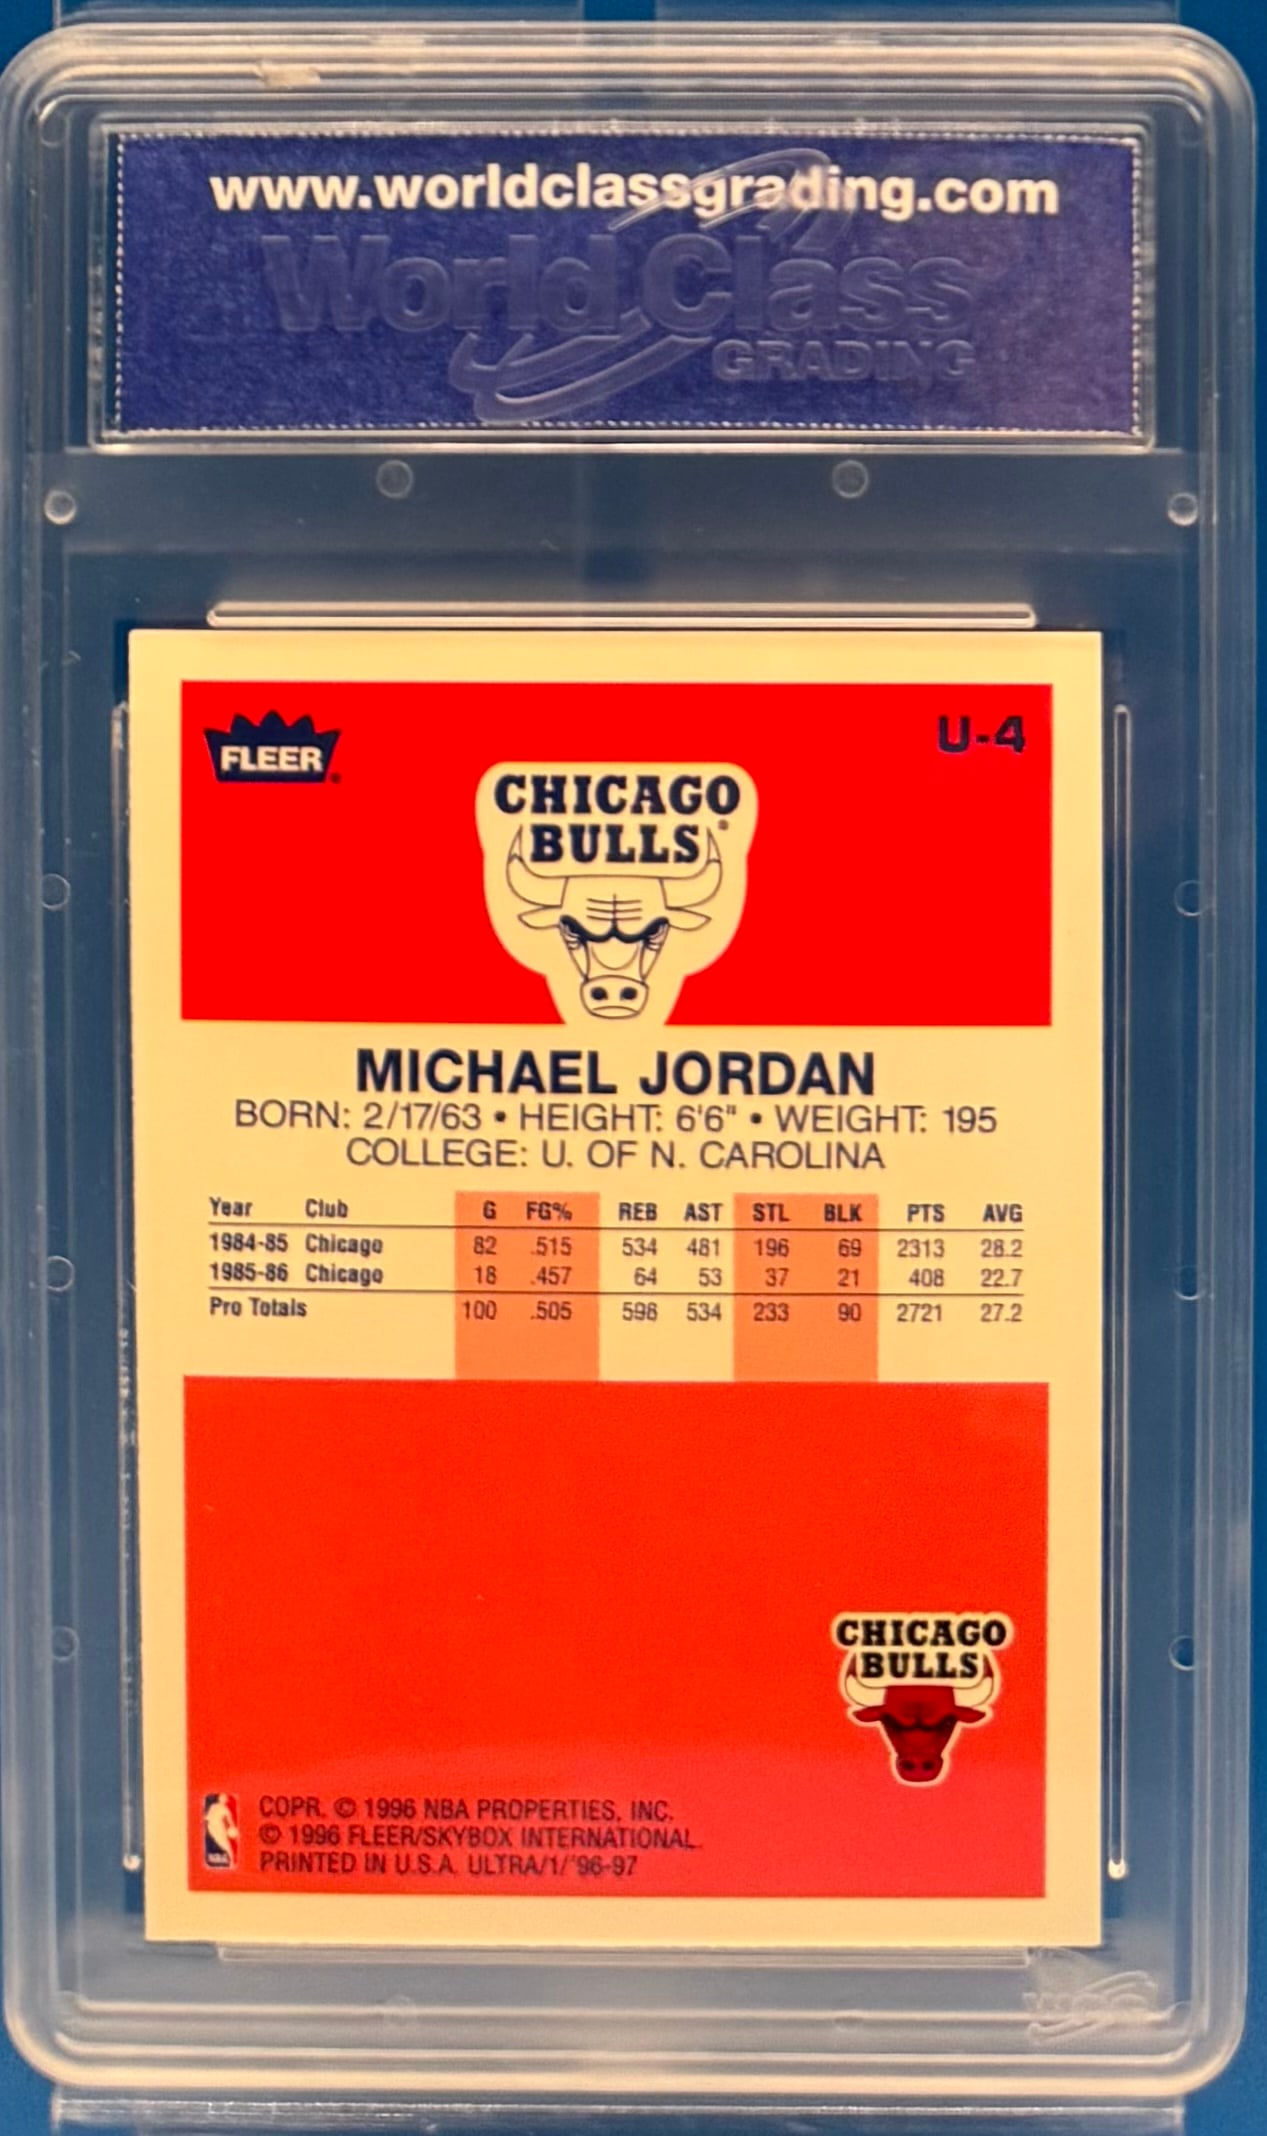 www.worldclassgrading.com
World Class
GRADING
FLEER®
U-4
CHICAGO
BULLS®
MICHAEL JORDAN
BORN: 2/17/63 • HEIGHT: 6'6" • WEIGHT: 195
COLLEGE: U. OF N. CAROLINA
Year Club G FG% REB AST STL BLK PTS AVG
1984-85 Chicago 82 .515 534 481 196 69 2313 28.2
1985-86 Chicago 18 .457 64 53 37 21 408 22.7
Pro Totals 100 .505 598 534 233 90 2721 27.2
CHICAGO
BULLS
COPR. © 1996 NBA PROPERTIES, INC.
© 1996 FLEER/SKYBOX INTERNATIONAL.
PRINTED IN U.S.A. ULTRA/1/'96-97